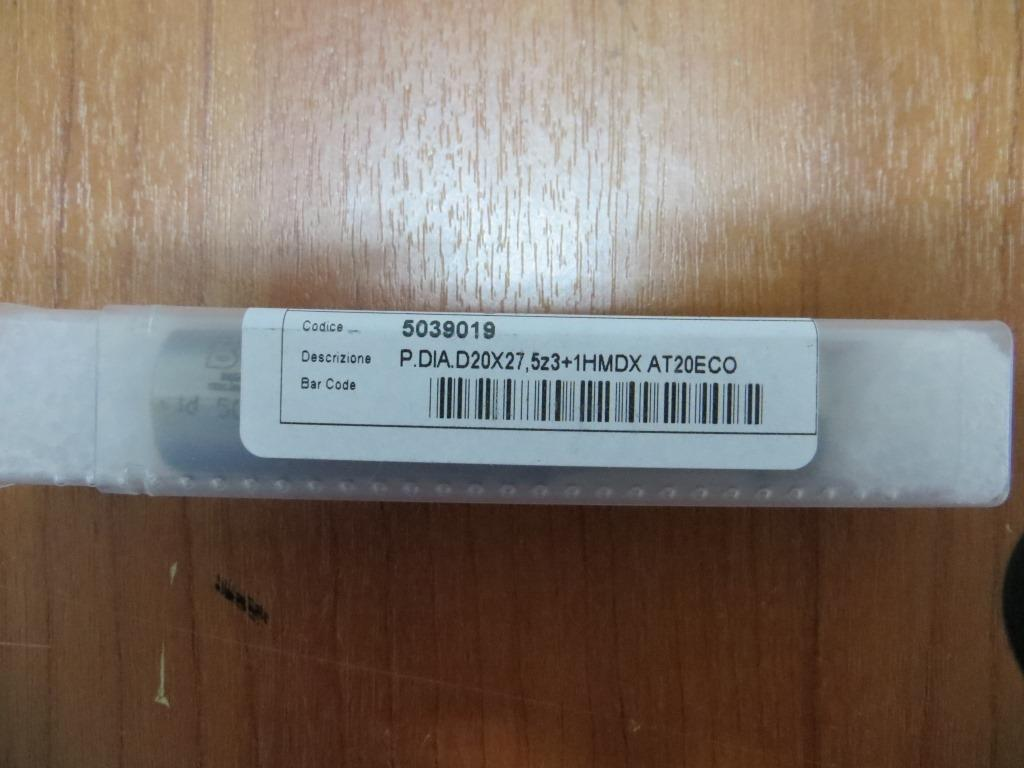 Codice 5039019
Descrizione P.DIA.D20X27,5z3+1HMDX AT20ECO
Bar Code